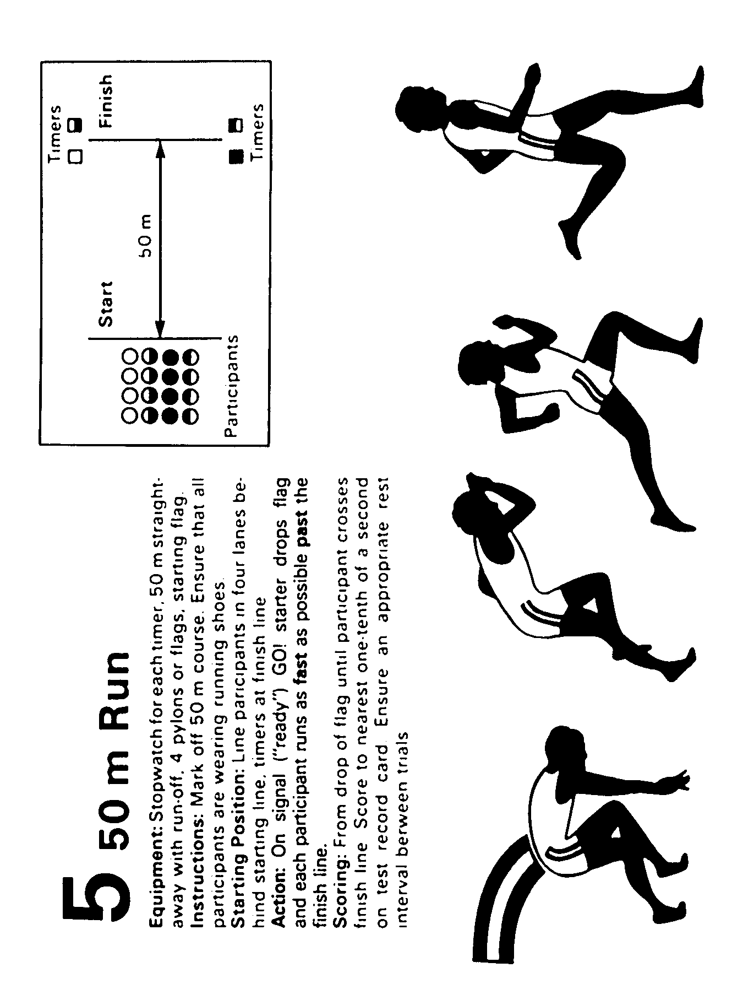 5 50 m Run
Equipment: Stopwatch for each timer, 50 m straight-
away with run-off, 4 pylons or flags, starting flag.
Instructions: Mark off 50 m course. Ensure that all
participants are wearing running shoes.
Starting Position: Line paricipants in four lanes be-
hind starting line, timers at finish line
Action: On signal ("ready") GO! starter drops flag
and each participant runs as fast as possible past the
finish line.
Scoring: From drop of flag until participant crosses
finish line Score to nearest one-tenth of a second
on test record card. Ensure an appropriate rest
interval berween trials
Timers
Start
Finish
50 m
Participants
Timers